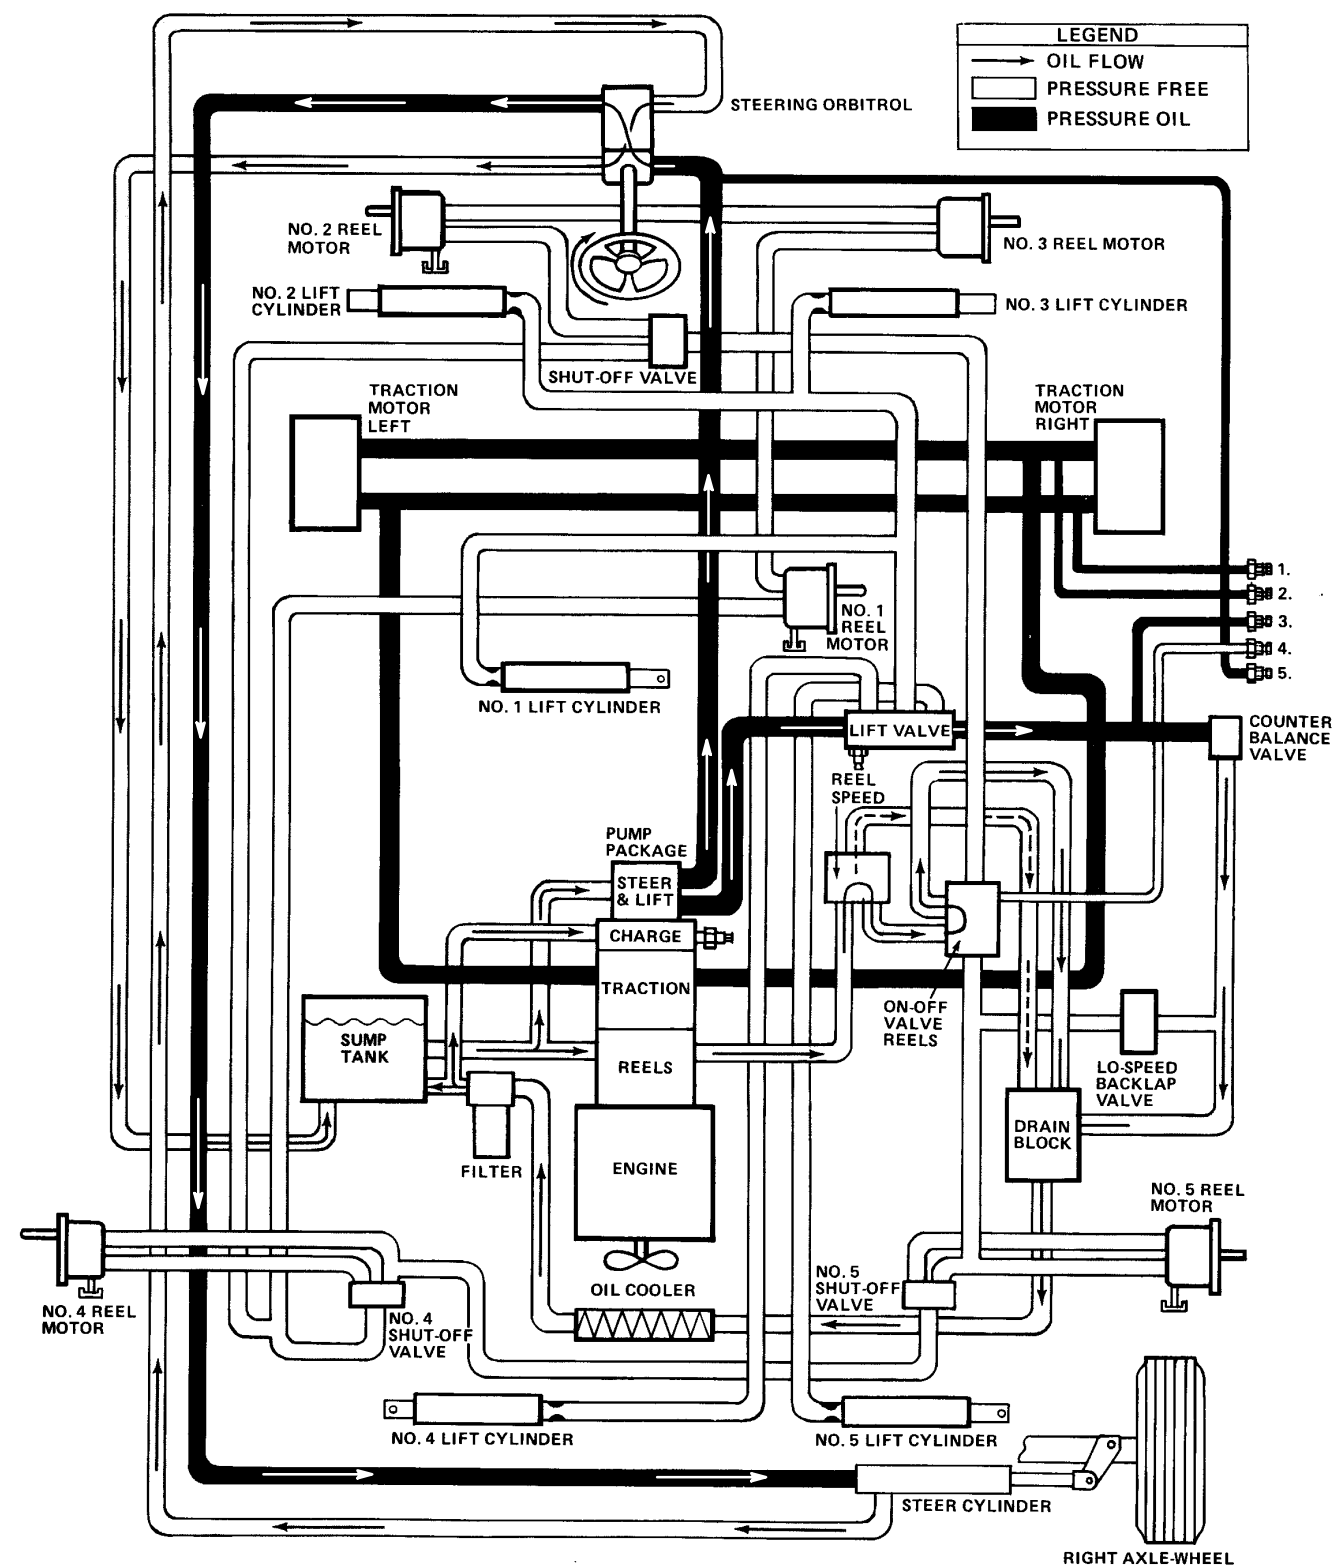 LEGEND
OIL FLOW
PRESSURE FREE
PRESSURE OIL
STEERING ORBITROL
NO. 2 REEL
MOTOR
NO. 3 REEL MOTOR
NO. 2 LIFT
CYLINDER
NO. 3 LIFT CYLINDER
SHUT-OFF VALVE
TRACTION
MOTOR
LEFT
TRACTION
MOTOR
RIGHT
1.
2.
3.
4.
5.
NO. 1
REEL
MOTOR
NO. 1 LIFT CYLINDER
LIFT VALVE
COUNTER
BALANCE
VALVE
REEL
SPEED
PUMP
PACKAGE
STEER
& LIFT
CHARGE
TRACTION
REELS
SUMP
TANK
ON-OFF
VALVE
REELS
LO-SPEED
BACKLAP
VALVE
DRAIN
BLOCK
FILTER
ENGINE
NO. 5 REEL
MOTOR
OIL COOLER
NO. 5
SHUT-OFF
VALVE
NO. 4 REEL
MOTOR
NO. 4
SHUT-OFF
VALVE
NO. 4 LIFT CYLINDER
NO. 5 LIFT CYLINDER
STEER CYLINDER
RIGHT AXLE-WHEEL